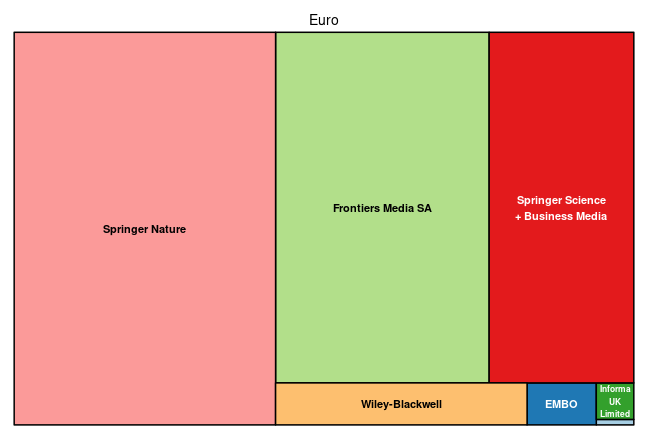 Euro
Springer Nature
Frontiers Media SA
Springer Science
+ Business Media
Wiley-Blackwell
EMBO
Informa
UK
Limited